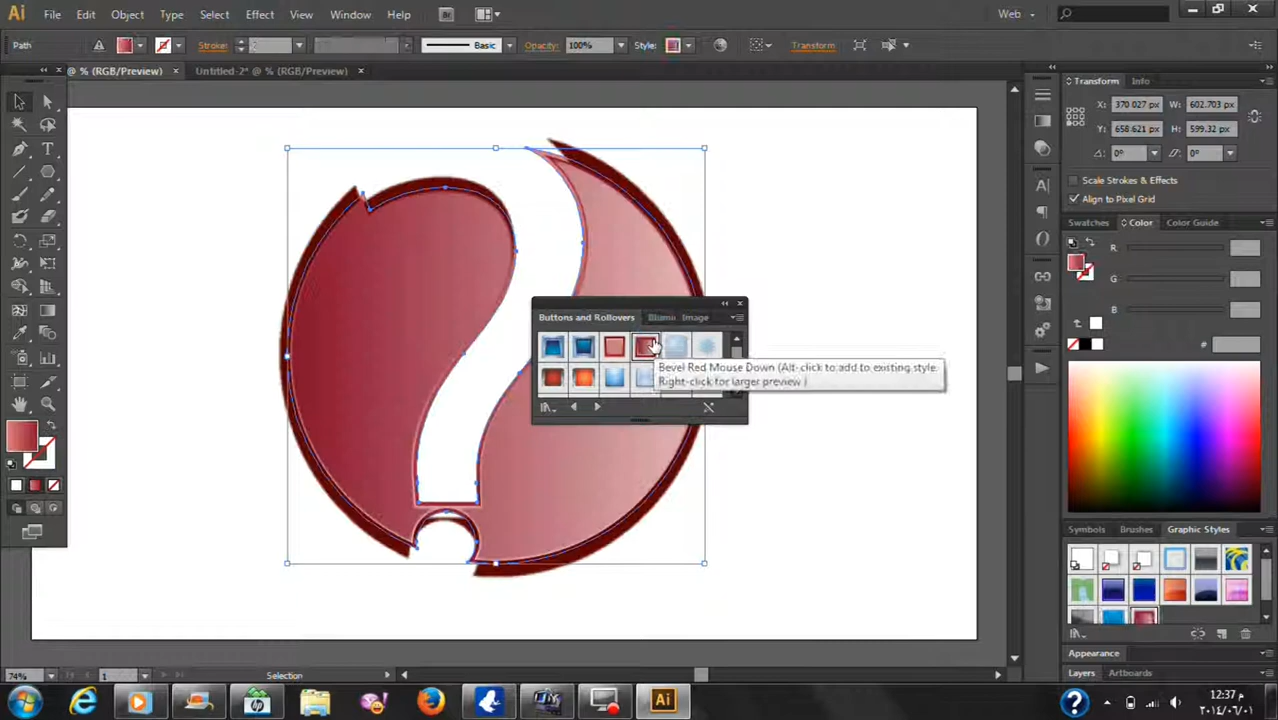 Ai File Edit Object Type Select Effect View Window Help Ai Web
Path Stroke: Basic Opacity: 100% Style: Transform
@ % (RGB/Preview) × Untitled-2* @ % (RGB/Preview) ×
Transform Info
X: 370.027 px W: 602.703 px
Y: 658.621 px H: 599.32 px
0° 0°
Scale Strokes & Effects
Align to Pixel Grid
Swatches Color Color Guide
R:
G
B
#
Buttons and Rollovers Image
Bevel Red Mouse Down (Alt-click to add to existing style.
Right-click for larger preview.)
Symbols Brushes Graphic Styles
Appearance
Layers Artboards
74% 1 Selection
12:37 م
٢٠١٤/٠٦/٠١